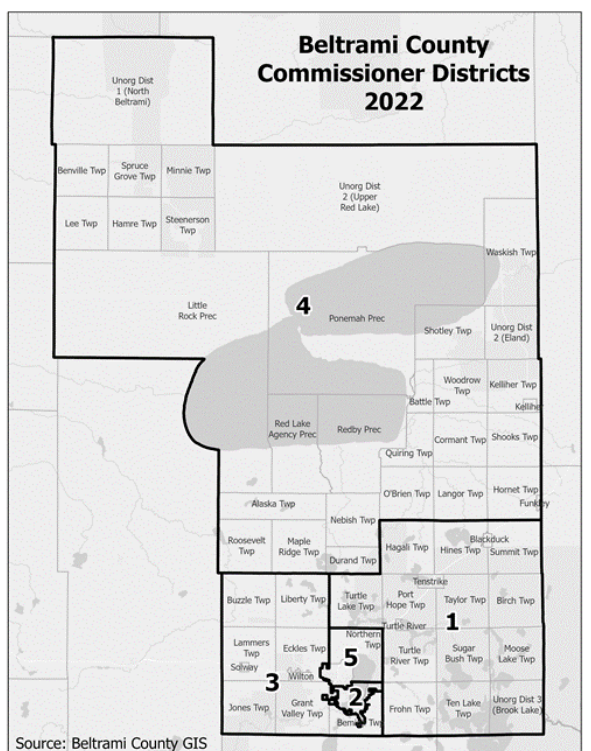 Beltrami County
Commissioner Districts
2022
Unorg Dist
1 (North
Beltrami)
Benville Twp
Spruce
Grove Twp
Minnie Twp
Unorg Dist
2 (Upper
Red Lake)
Lee Twp
Hamre Twp
Steenerson
Twp
Waskish Twp
Little
Rock Prec
4
Ponemah Prec
Shotley Twp
Unorg Dist
2 (Eland)
Woodrow
Twp
Kelliher Twp
Battle Twp
Kelliher
Red Lake
Agency Prec
Redby Prec
Cormant Twp
Shooks Twp
Quiring Twp
O'Brien Twp
Langor Twp
Hornet Twp
Funkley
Alaska Twp
Nebish Twp
Roosevelt
Twp
Maple
Ridge Twp
Durand Twp
Hagali Twp
Hines Twp
Blackduck
Summit Twp
Tenstrike
Buzzle Twp
Liberty Twp
Turtle
Lake Twp
Port
Hope Twp
Taylor Twp
Birch Twp
1
Turtle River
Northern
Twp
Lammers
Twp
Eckles Twp
5
Turtle
River Twp
Sugar
Bush Twp
Moose
Lake Twp
Solway
Wilton
3
2
Jones Twp
Grant
Valley Twp
Bemidji Twp
Frohn Twp
Ten Lake
Twp
Unorg Dist 3
(Brook Lake)
Source: Beltrami County GIS